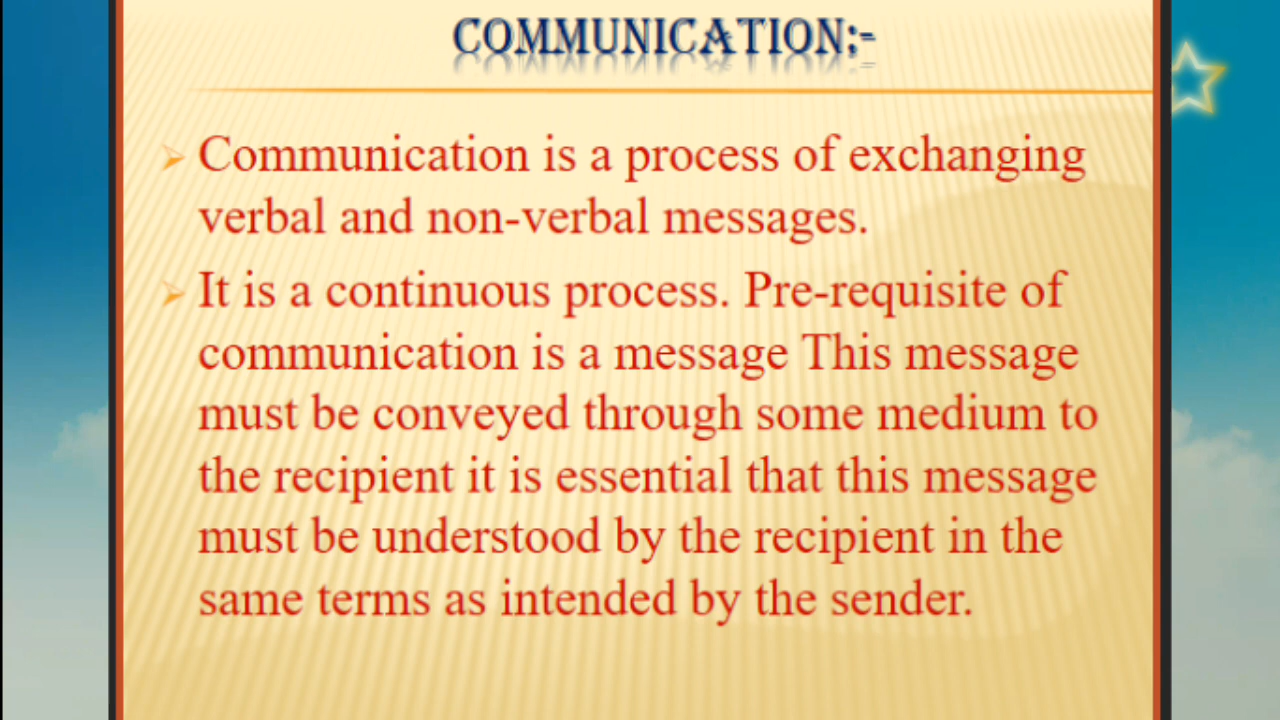 COMMUNICATION:-
Communication is a process of exchanging
verbal and non-verbal messages.
It is a continuous process. Pre-requisite of
communication is a message This message
must be conveyed through some medium to
the recipient it is essential that this message
must be understood by the recipient in the
same terms as intended by the sender.